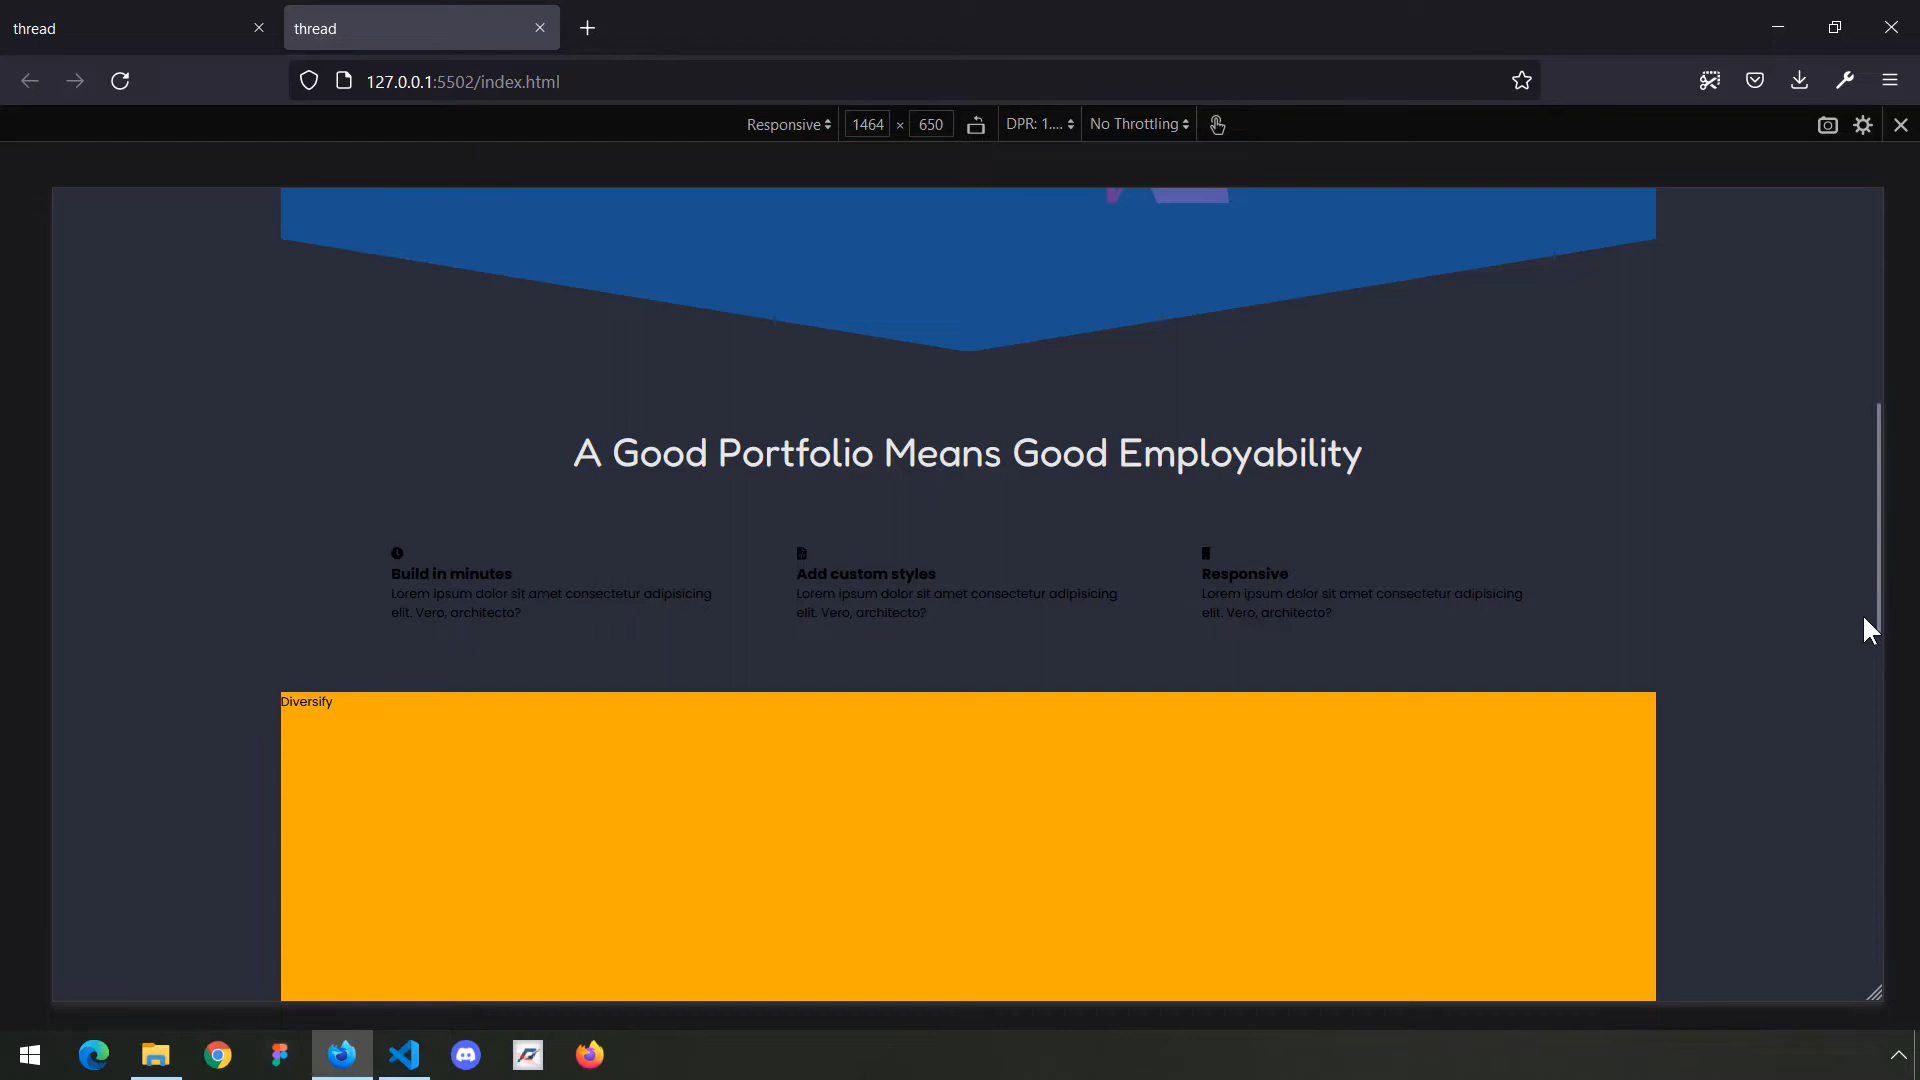 thread
thread
127.0.0.1:5502/index.html
Responsive 1464 × 650 DPR: 1.... No Throttling
A Good Portfolio Means Good Employability
Build in minutes
Lorem ipsum dolor sit amet consectetur adipisicing
elit. Vero, architecto?
Add custom styles
Lorem ipsum dolor sit amet consectetur adipisicing
elit. Vero, architecto?
Responsive
Lorem ipsum dolor sit amet consectetur adipisicing
elit. Vero, architecto?
Diversify